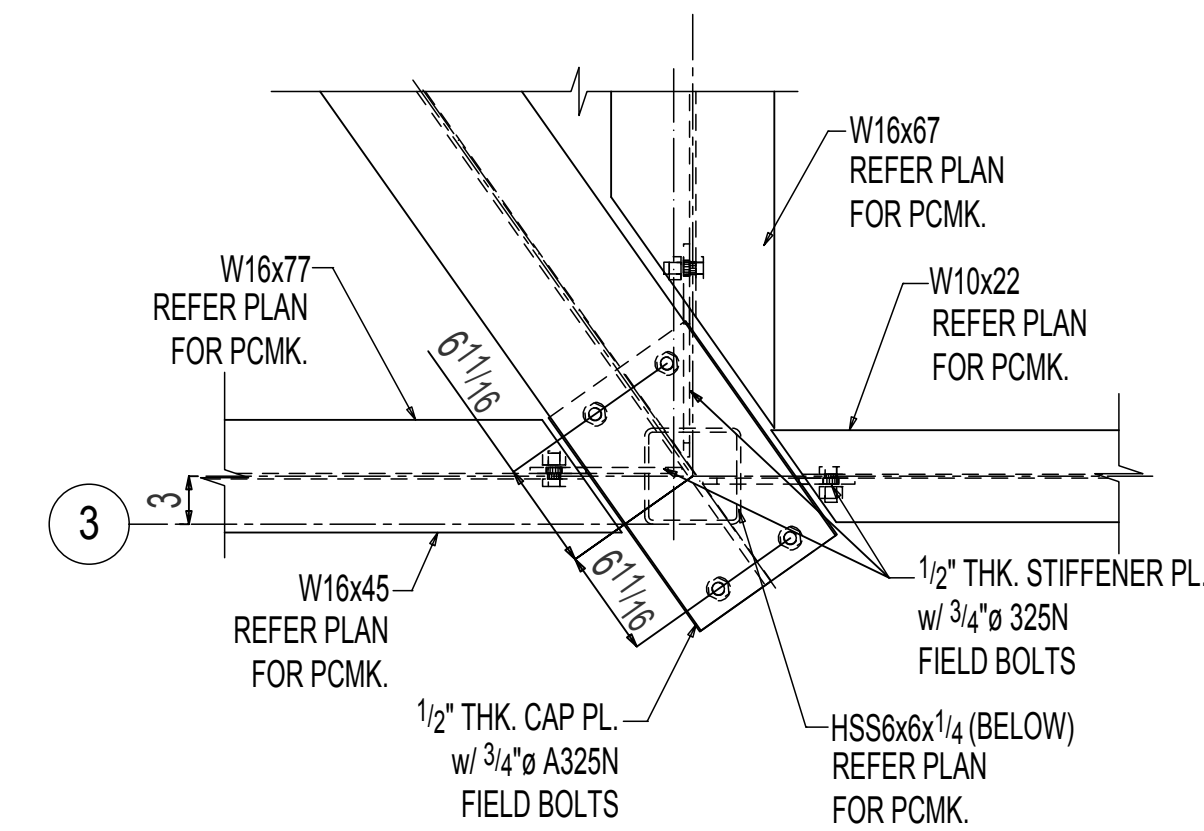 W16x67
REFER PLAN
FOR PCMK.
W16x77
REFER PLAN
FOR PCMK.
W10x22
REFER PLAN
FOR PCMK.
6 11/16
3
3
6 11/16
W16x45
REFER PLAN
FOR PCMK.
1/2" THK. STIFFENER PL.
w/ 3/4"ø 325N
FIELD BOLTS
1/2" THK. CAP PL.
w/ 3/4"ø A325N
FIELD BOLTS
HSS6x6x1/4 (BELOW)
REFER PLAN
FOR PCMK.